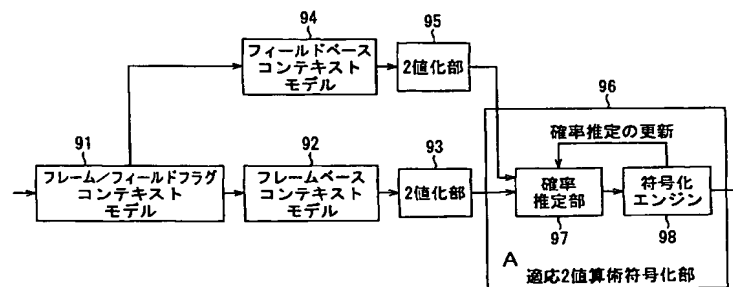 94
フィールドベース
コンテキスト
モデル
95
2値化部
96
91
フレーム/フィールドフラグ
コンテキスト
モデル
92
フレームベース
コンテキスト
モデル
93
2値化部
確率推定の更新
確率
推定部
97
符号化
エンジン
98
A
適応2値算術符号化部